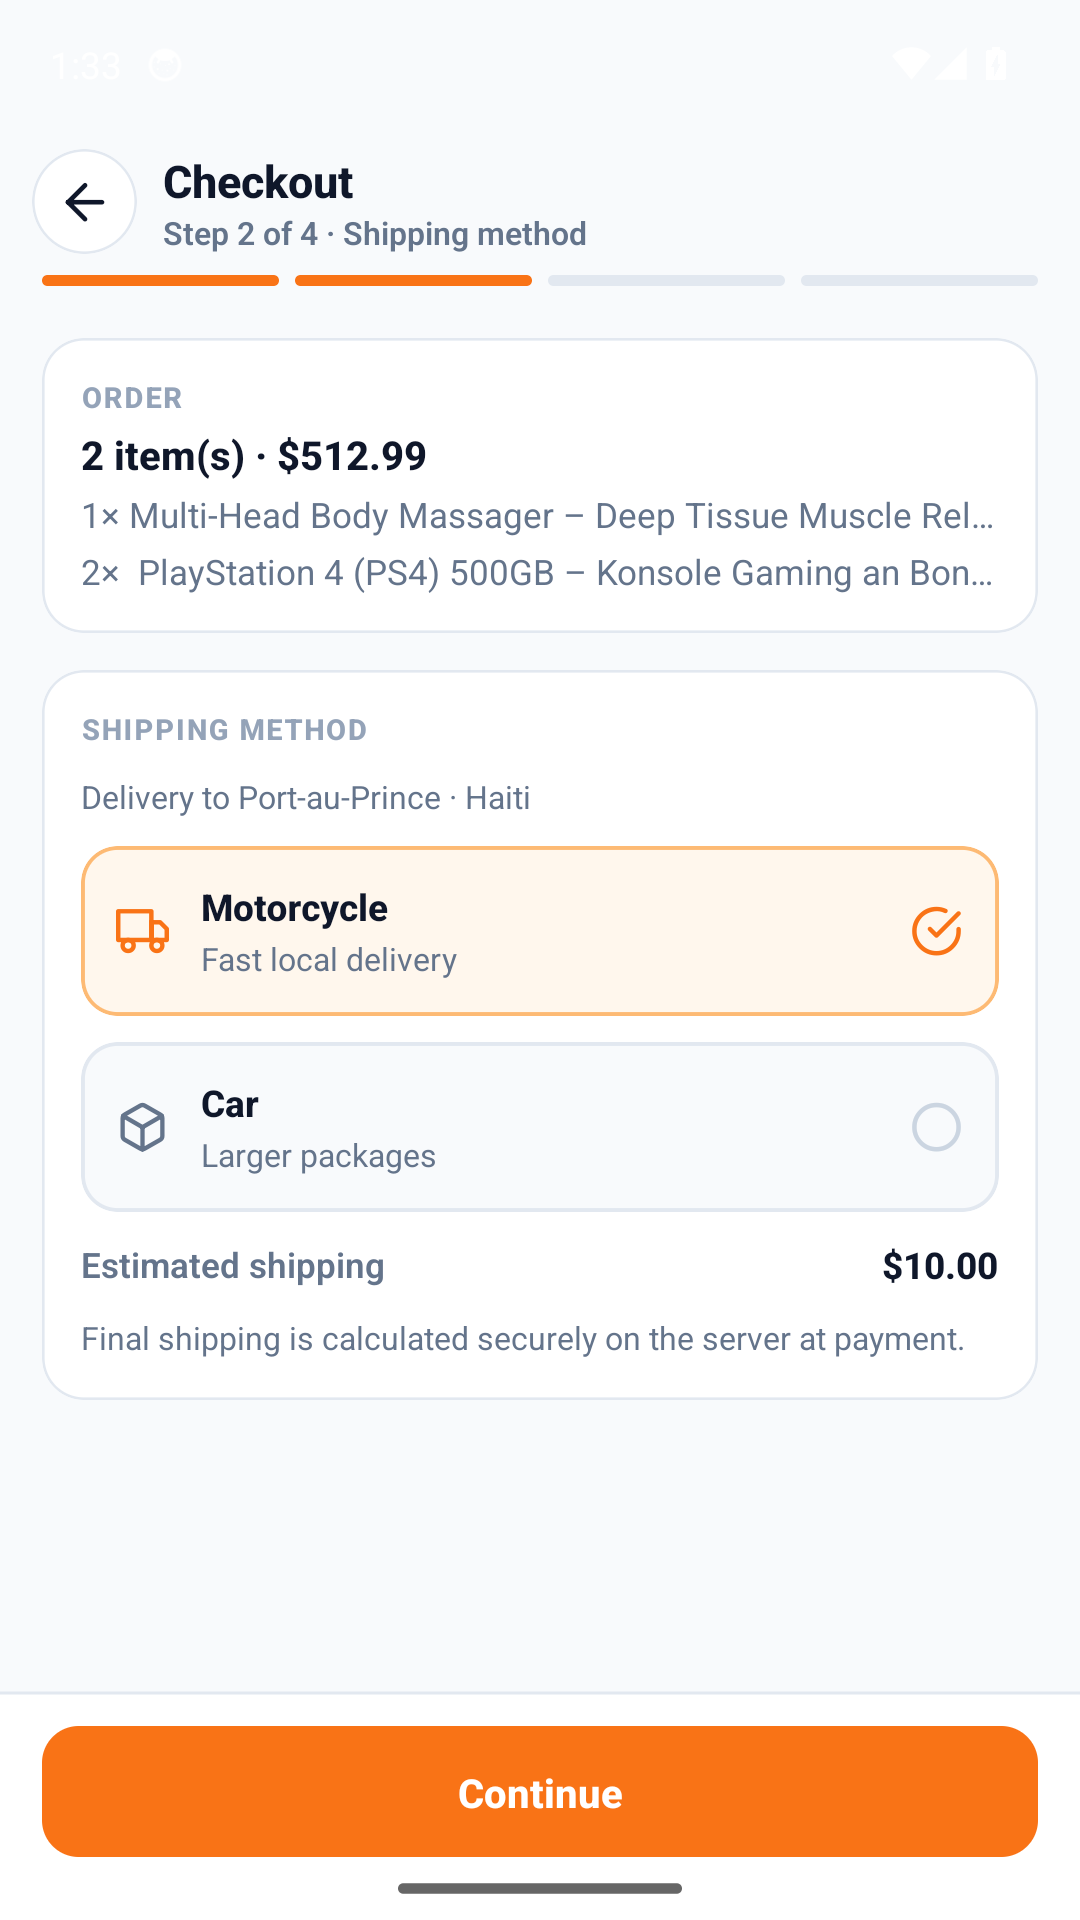 1:33
Checkout
Step 2 of 4 · Shipping method
ORDER
2 item(s) · $512.99
1× Multi-Head Body Massager – Deep Tissue Muscle Rel...
2×  PlayStation 4 (PS4) 500GB – Konsole Gaming an Bon...
SHIPPING METHOD
Delivery to Port-au-Prince · Haiti
Motorcycle
Fast local delivery
Car
Larger packages
Estimated shipping $10.00
Final shipping is calculated securely on the server at payment.
Continue